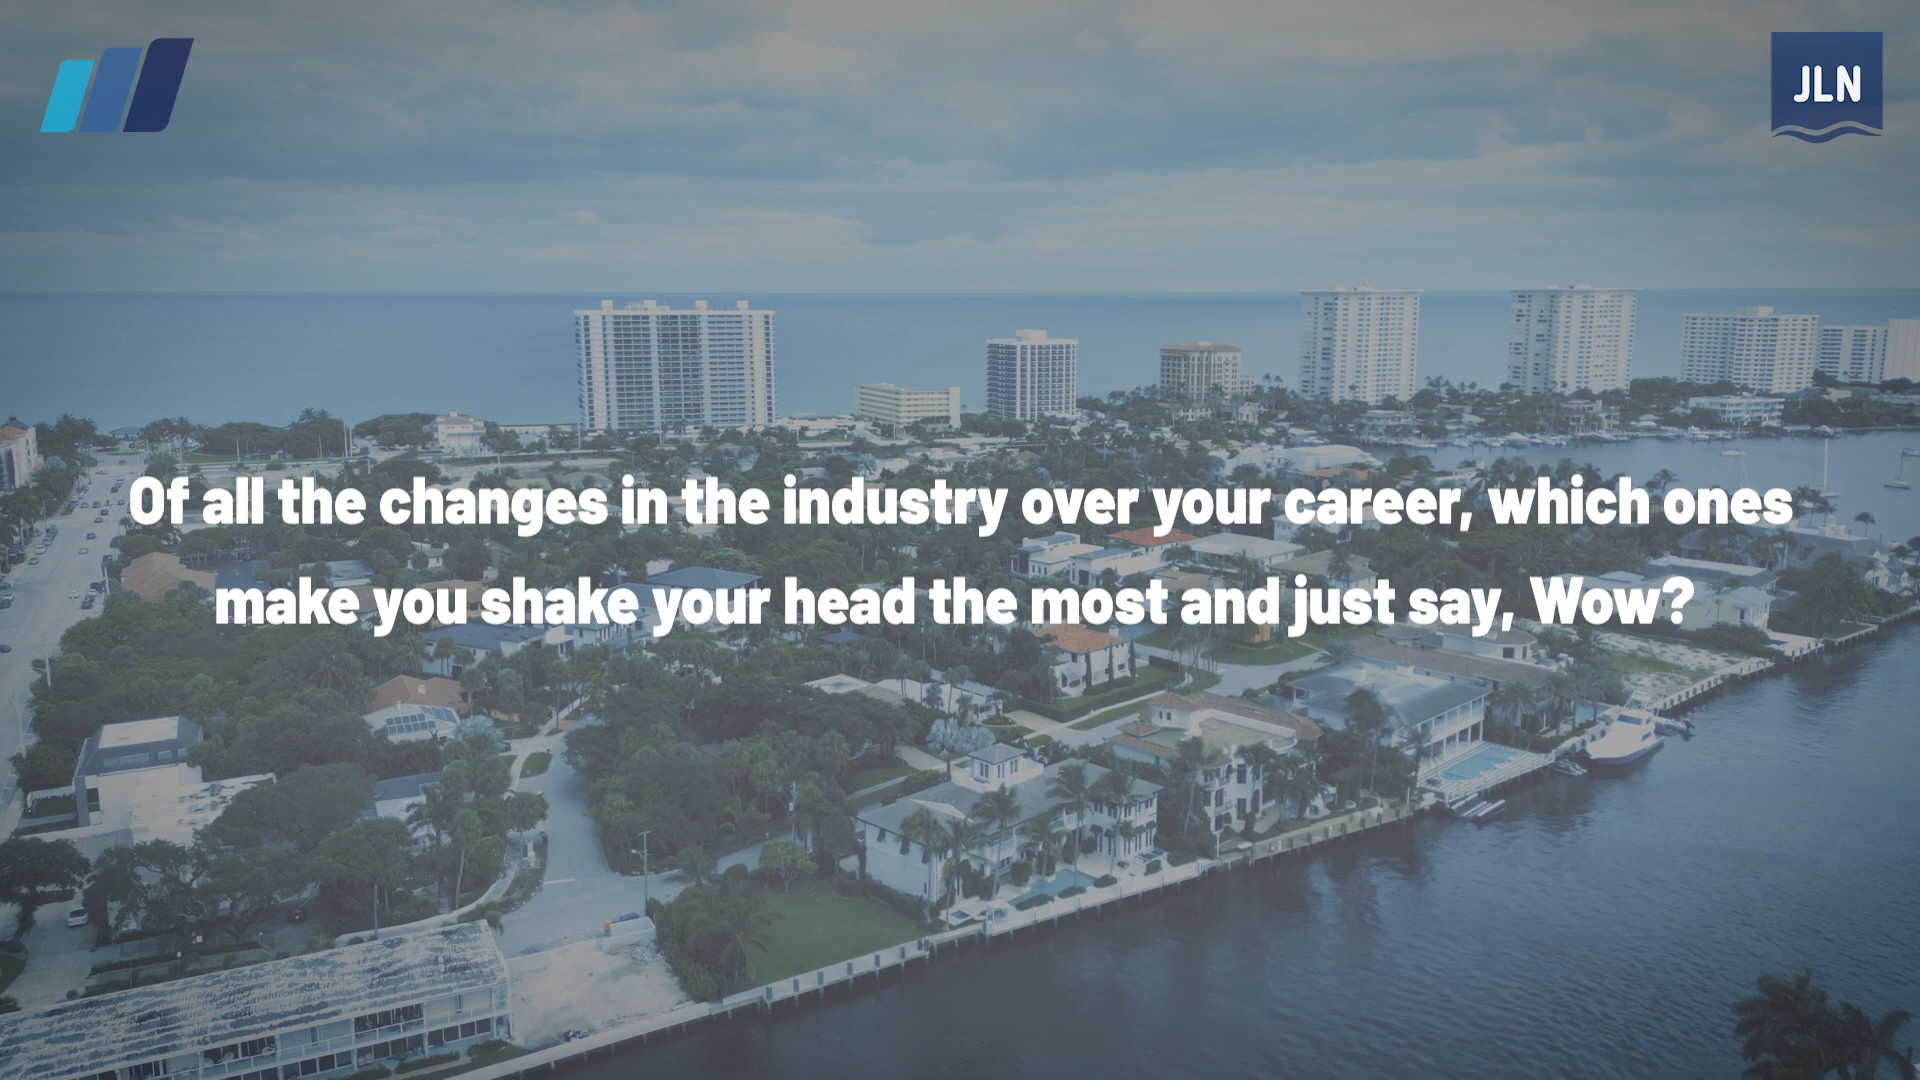 JLN
Of all the changes in the industry over your career, which ones
make you shake your head the most and just say, Wow?